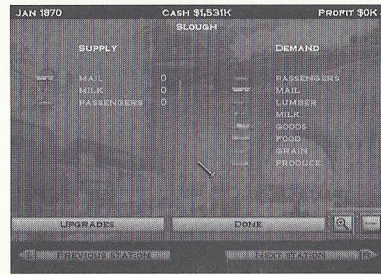 JAN 1870 CASH $1,531K PROFIT $0K
SLOUGH
SUPPLY DEMAND
MAIL 0
MILK 0
PASSENGERS 0
PASSENGERS
MAIL
LUMBER
MILK
GOODS
FOOD
GRAIN
PRODUCE
UPGRADES DONE
PREVIOUS STATION NEXT STATION